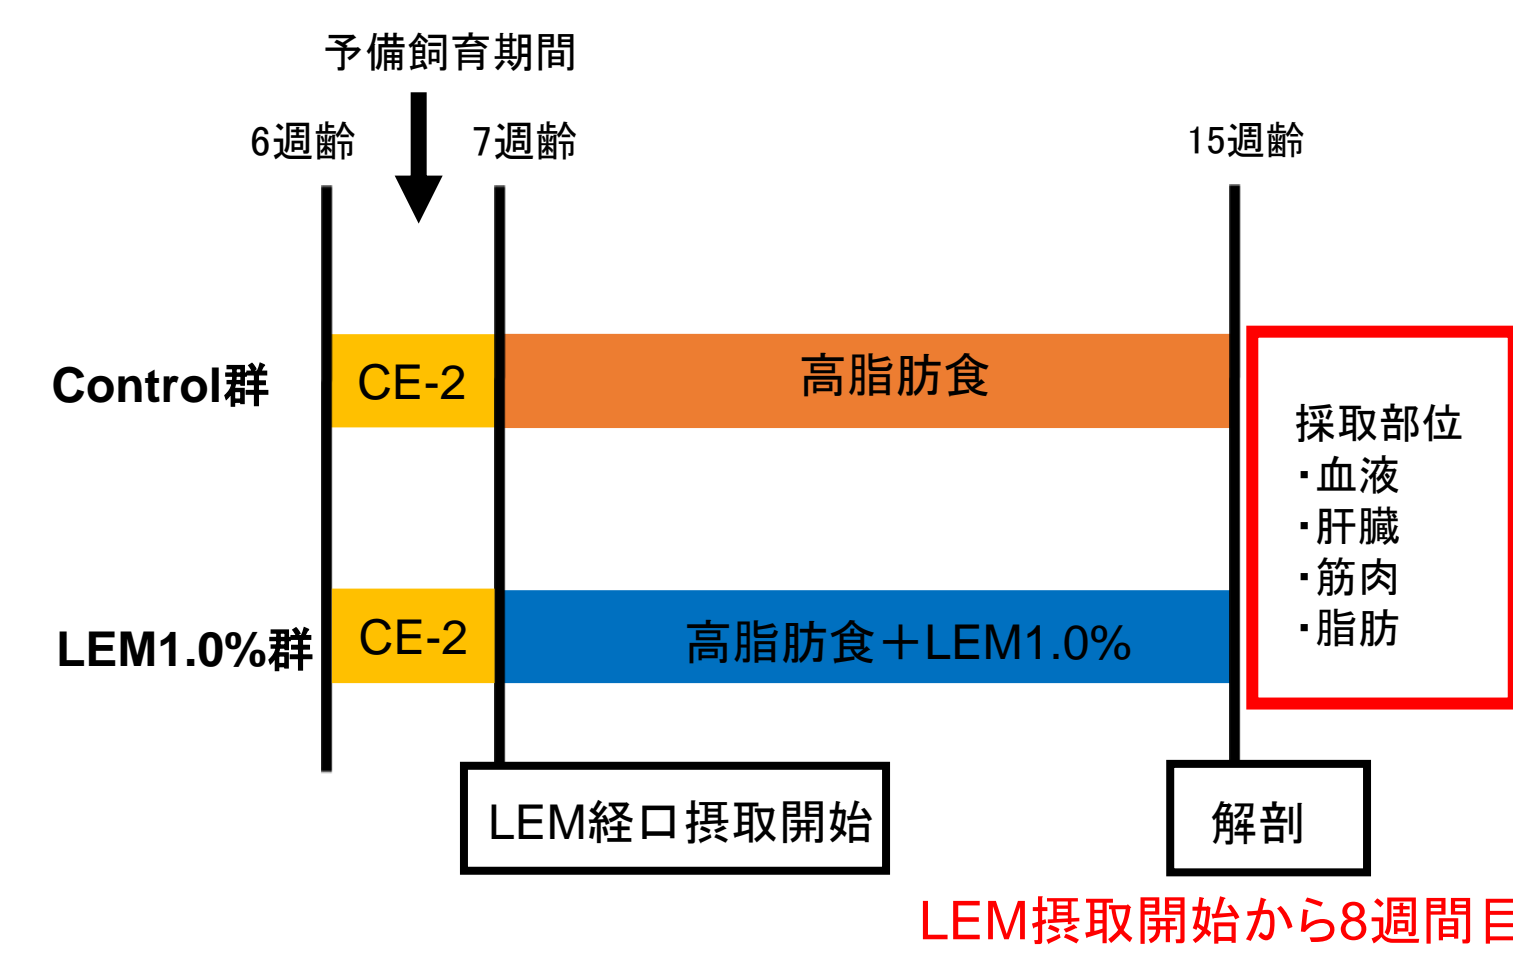 予備飼育期間
6週齢
7週齢
15週齢
Control群
CE-2
高脂肪食
採取部位
・血液
・肝臓
・筋肉
・脂肪
LEM1.0%群
CE-2
高脂肪食＋LEM1.0%
LEM経口摂取開始
解剖
LEM摂取開始から8週間目